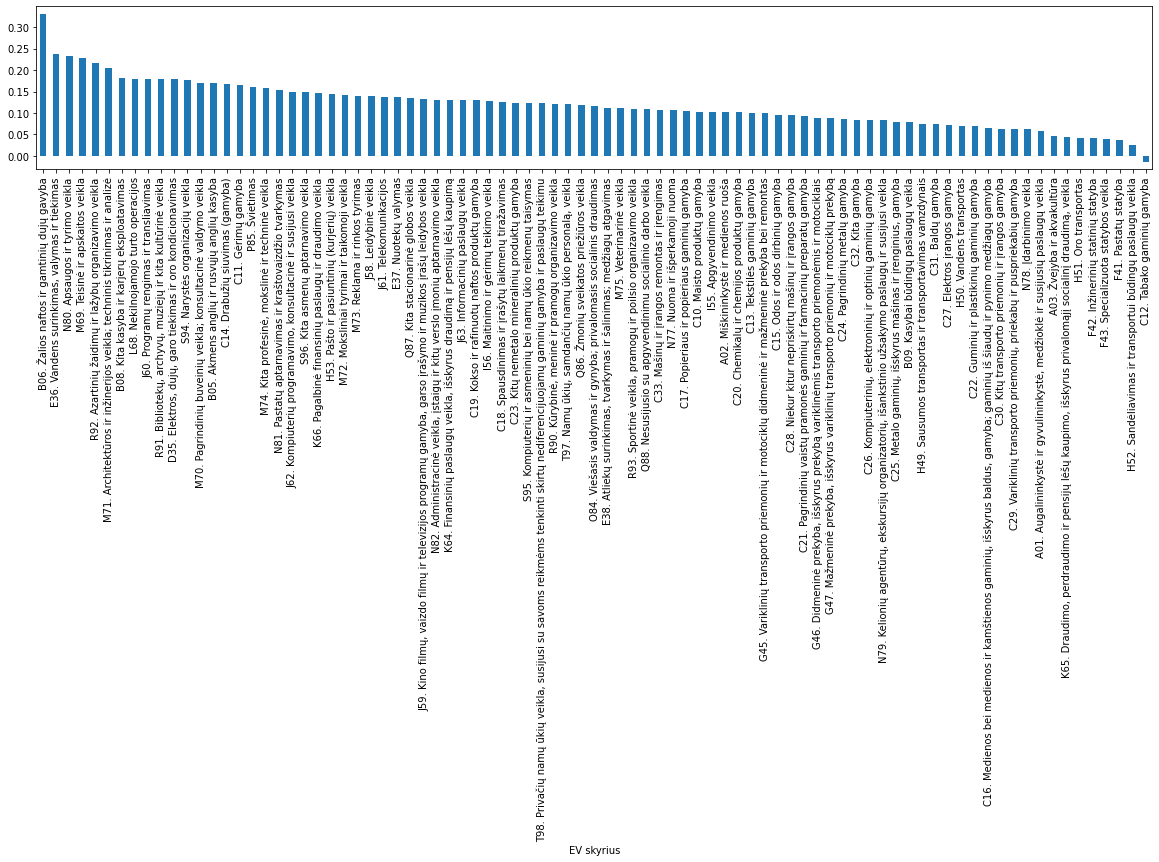 0.30
0.25
0.20
0.15
0.10
0.05
0.00
B06. Žalios naftos ir gamtinių dujų gavyba
E36. Vandens surinkimas, valymas ir tiekimas
N80. Apsaugos ir tyrimo veikla
M69. Teisinė ir apskaitos veikla
R92. Azartinių žaidimų ir lažybų organizavimo veikla
M71. Architektūros ir inžinerijos veikla, techninis tikrinimas ir analizė
B08. Kita kasyba ir karjerų eksploatavimas
L68. Nekilnojamojo turto operacijos
J60. Programų rengimas ir transliavimas
R91. Bibliotekų, archyvų, muziejų ir kita kultūrinė veikla
D35. Elektros, dujų, garo tiekimas ir oro kondicionavimas
S94. Narystės organizacijų veikla
M70. Pagrindinių buveinių veikla; konsultacinė valdymo veikla
B05. Akmens anglių ir rusvųjų anglių kasyba
C14. Drabužių siuvimas (gamyba)
C11. Gėrimų gamyba
P85. Švietimas
M74. Kita profesinė, mokslinė ir techninė veikla
N81. Pastatų aptarnavimas ir kraštovaizdžio tvarkymas
J62. Kompiuterių programavimo, konsultacinė ir susijusi veikla
S96. Kita asmenų aptarnavimo veikla
K66. Pagalbinė finansinių paslaugų ir draudimo veikla
H53. Pašto ir pasiuntinių (kurjerių) veikla
M72. Moksliniai tyrimai ir taikomoji veikla
M73. Reklama ir rinkos tyrimas
J58. Leidybinė veikla
J61. Telekomunikacijos
E37. Nuotekų valymas
Q87. Kita stacionarinė globos veikla
J59. Kino filmų, vaizdo filmų ir televizijos programų gamyba, garso įrašymo ir muzikos įrašų leidybos veikla
N82. Administracinė veikla, įstaigų ir kitų verslo įmonių aptarnavimo veikla
K64. Finansinių paslaugų veikla, išskyrus draudimą ir pensijų lėšų kaupimą
J63. Informacinių paslaugų veikla
C19. Kokso ir rafinuotų naftos produktų gamyba
I56. Maitinimo ir gėrimų teikimo veikla
C18. Spausdinimas ir įrašytų laikmenų tiražavimas
C23. Kitų nemetalo mineralinių produktų gamyba
S95. Kompiuterių ir asmeninių bei namų ūkio reikmenų taisymas
T98. Privačių namų ūkių veikla, susijusi su savoms reikmėms tenkinti skirtų nediferencijuojamų gaminių gamyba ir paslaugų teikimu
R90. Kūrybinė, meninė ir pramogų organizavimo veikla
T97. Namų ūkių, samdančių namų ūkio personalą, veikla
Q86. Žmonių sveikatos priežiūros veikla
O84. Viešasis valdymas ir gynyba; privalomasis socialinis draudimas
E38. Atliekų surinkimas, tvarkymas ir šalinimas; medžiagų atgavimas
M75. Veterinarinė veikla
R93. Sportinė veikla, pramogų ir poilsio organizavimo veikla
Q88. Nesusijusio su apgyvendinimu socialinio darbo veikla
C33. Mašinų ir įrangos remontas ir įrengimas
N77. Nuoma ir išperkamoji nuoma
C17. Popieriaus ir popieriaus gaminių gamyba
C10. Maisto produktų gamyba
I55. Apgyvendinimo veikla
A02. Miškininkystė ir medienos ruoša
C20. Chemikalų ir chemijos produktų gamyba
C13. Tekstilės gaminių gamyba
G45. Variklinių transporto priemonių ir motociklų didmeninė ir mažmeninė prekyba bei remontas
C15. Odos ir odos dirbinių gamyba
C28. Niekur kitur nepriskirtų mašinų ir įrangos gamyba
C21. Pagrindinių vaistų pramonės gaminių ir farmacinių preparatų gamyba
G46. Didmeninė prekyba, išskyrus prekybą variklinėmis transporto priemonėmis ir motociklais
G47. Mažmeninė prekyba, išskyrus variklinių transporto priemonių ir motociklų prekybą
C24. Pagrindinių metalų gamyba
C32. Kita gamyba
C26. Kompiuterinių, elektroninių ir optinių gaminių gamyba
N79. Kelionių agentūrų, ekskursijų organizatorių, išankstinio užsakymo paslaugų ir susijusi veikla
C25. Metalo gaminių, išskyrus mašinas ir įrenginius, gamyba
B09. Kasybai būdingų paslaugų veikla
H49. Sausumos transportas ir transportavimas vamzdynais
C31. Baldų gamyba
C27. Elektros įrangos gamyba
H50. Vandens transportas
C22. Guminių ir plastikinių gaminių gamyba
C16. Medienos bei medienos ir kamštienos gaminių, išskyrus baldus, gamyba; gaminių iš šiaudų ir pynimo medžiagų gamyba
C30. Kitų transporto priemonių ir įrangos gamyba
C29. Variklinių transporto priemonių, priekabų ir puspriekabių gamyba
N78. Įdarbinimo veikla
A01. Augalininkystė ir gyvulininkystė, medžioklė ir susijusių paslaugų veikla
A03. Žvejyba ir akvakultūra
K65. Draudimo, perdraudimo ir pensijų lėšų kaupimo, išskyrus privalomąjį socialinį draudimą, veikla
H51. Oro transportas
F42. Inžinerinių statinių statyba
F43. Specializuota statybos veikla
F41. Pastatų statyba
H52. Sandėliavimas ir transportui būdingų paslaugų veikla
C12. Tabako gaminių gamyba
EV skyrius